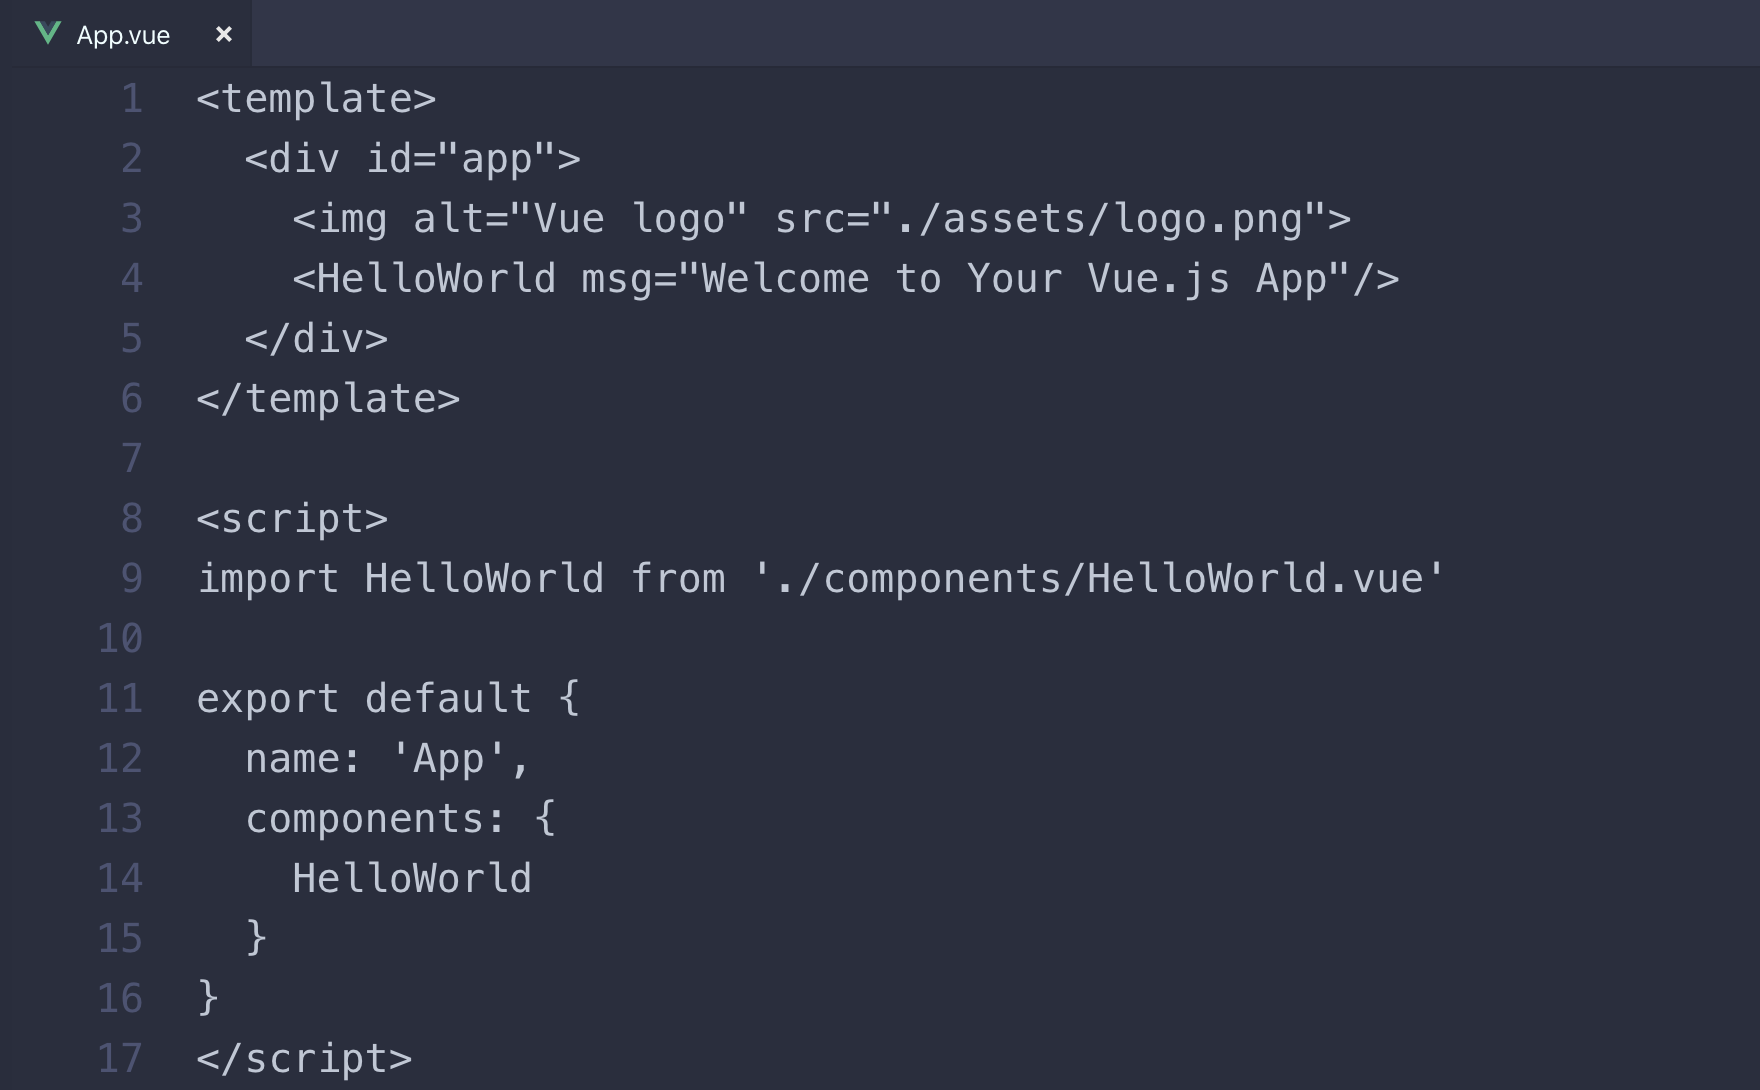 App.vue ×
1 <template>
2   <div id="app">
3     <img alt="Vue logo" src="./assets/logo.png">
4     <HelloWorld msg="Welcome to Your Vue.js App"/>
5   </div>
6 </template>
7
8 <script>
9 import HelloWorld from './components/HelloWorld.vue'
10
11 export default {
12   name: 'App',
13   components: {
14     HelloWorld
15   }
16 }
17 </script>